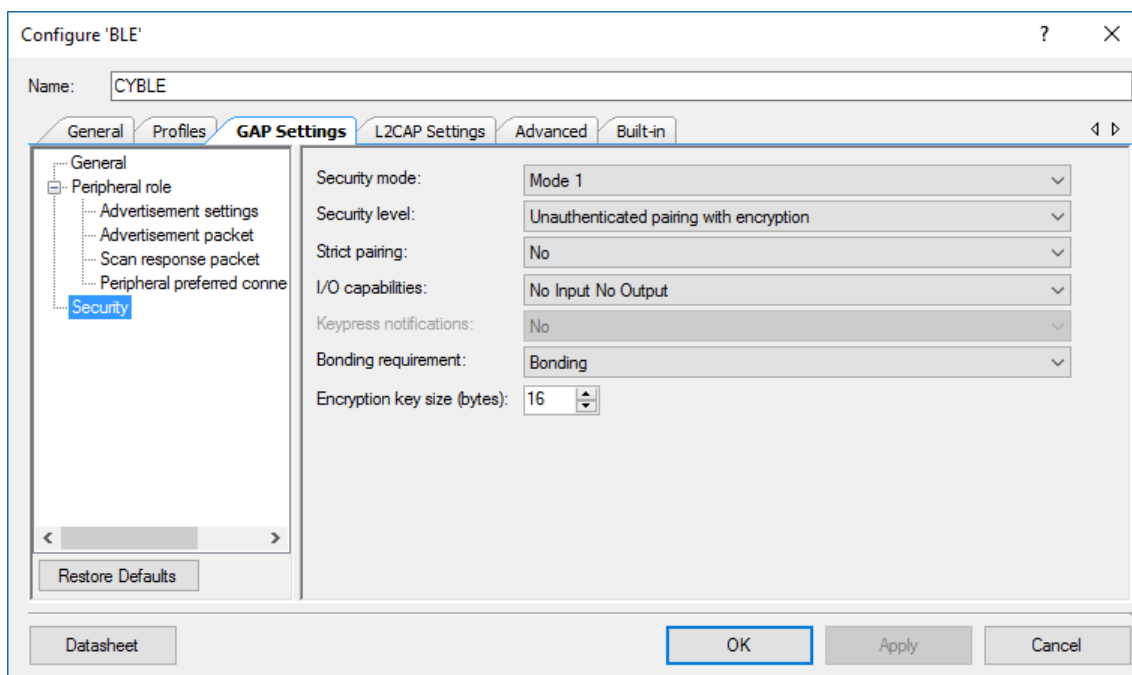 Configure 'BLE'
?
Name: CYBLE
General Profiles GAP Settings L2CAP Settings Advanced Built-in
General
Peripheral role
Advertisement settings
Advertisement packet
Scan response packet
Peripheral preferred conne
Security
Restore Defaults
Security mode: Mode 1
Security level: Unauthenticated pairing with encryption
Strict pairing: No
I/O capabilities: No Input No Output
Keypress notifications: No
Bonding requirement: Bonding
Encryption key size (bytes): 16
Datasheet OK Apply Cancel